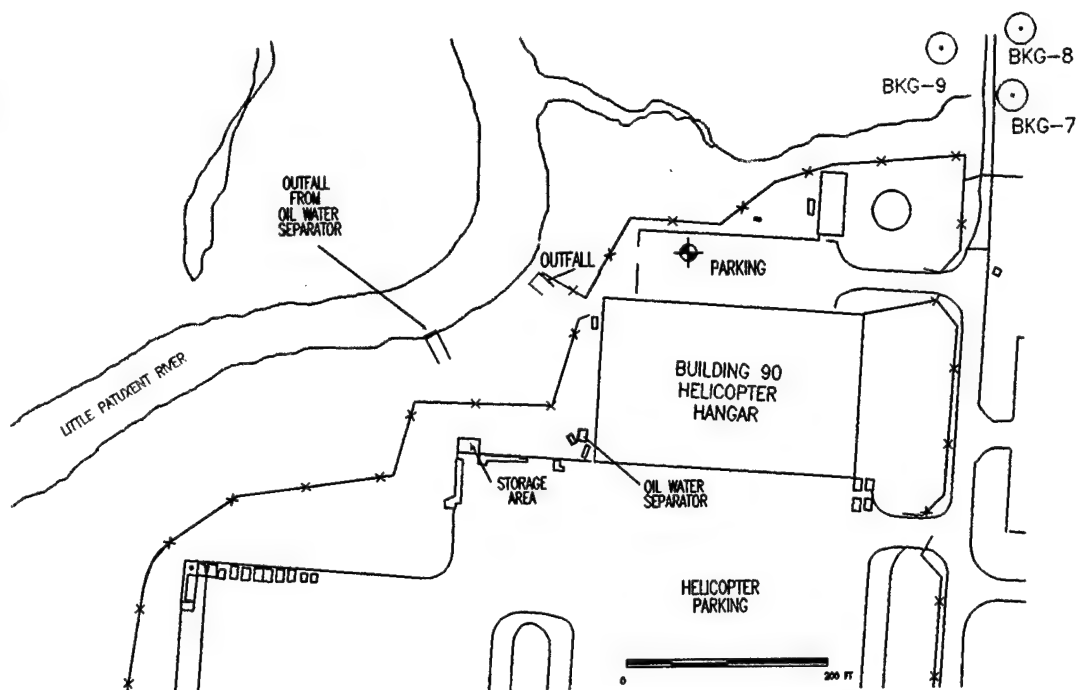 BKG-8
BKG-9
BKG-7
OUTFALL
FROM
OIL WATER
SEPARATOR
OUTFALL
PARKING
LITTLE PATUXENT RIVER
BUILDING 90
HELICOPTER
HANGAR
STORAGE
AREA
OIL WATER
SEPARATOR
HELICOPTER
PARKING
0
200 FT